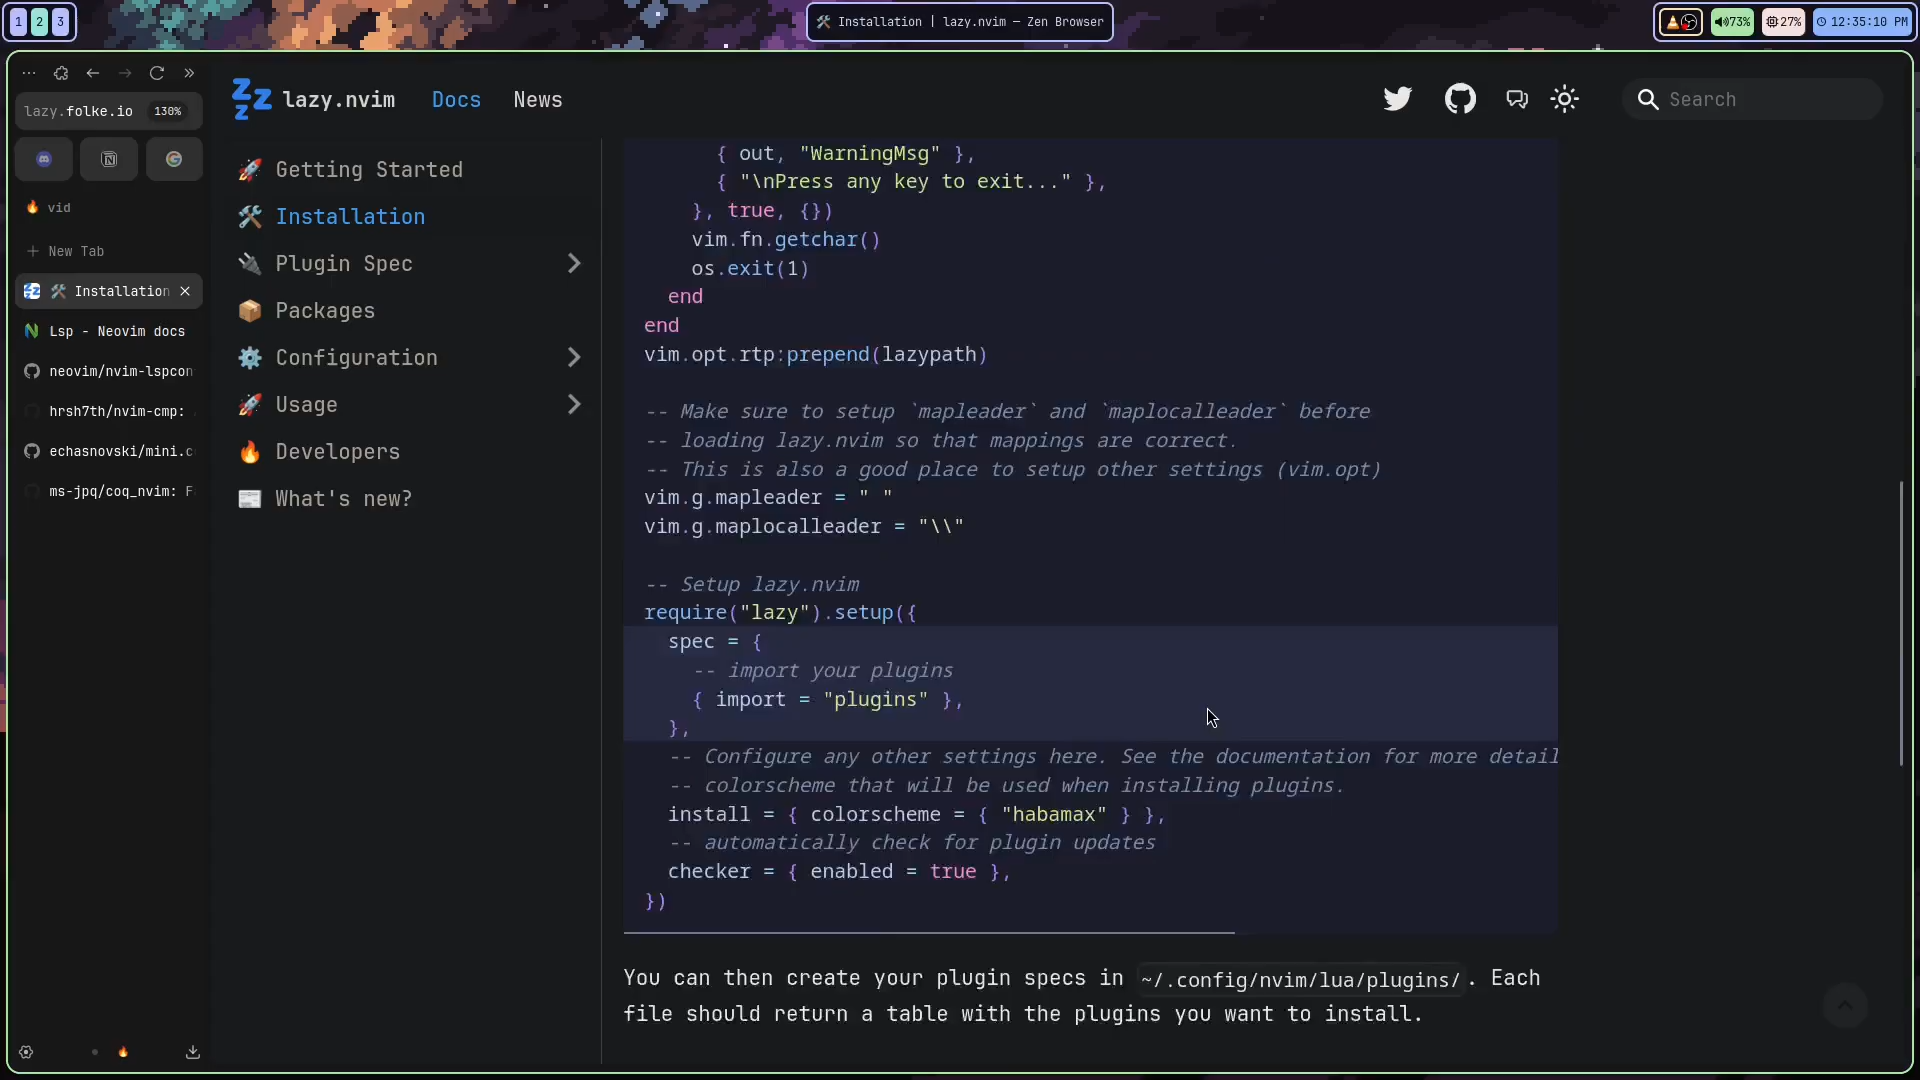 1 2 3
Installation | lazy.nvim — Zen Browser
73%
27%
12:35:10 PM
lazy.folke.io 130%
vid
New Tab
Installation
Lsp - Neovim docs
neovim/nvim-lspcon
hrsh7th/nvim-cmp:
echasnovski/mini.c
ms-jpq/coq_nvim: F
lazy.nvim Docs News
Search
Getting Started
Installation
Plugin Spec
Packages
Configuration
Usage
Developers
What's new?
{ out, "WarningMsg" },
{ "\nPress any key to exit..." },
}, true, {})
vim.fn.getchar()
os.exit(1)
end
end
vim.opt.rtp:prepend(lazypath)
-- Make sure to setup `mapleader` and `maplocalleader` before
-- loading lazy.nvim so that mappings are correct.
-- This is also a good place to setup other settings (vim.opt)
vim.g.mapleader = " "
vim.g.maplocalleader = "\\"
-- Setup lazy.nvim
require("lazy").setup({
spec = {
-- import your plugins
{ import = "plugins" },
},
-- Configure any other settings here. See the documentation for more detail
-- colorscheme that will be used when installing plugins.
install = { colorscheme = { "habamax" } },
-- automatically check for plugin updates
checker = { enabled = true },
})
You can then create your plugin specs in ~/.config/nvim/lua/plugins/. Each
file should return a table with the plugins you want to install.